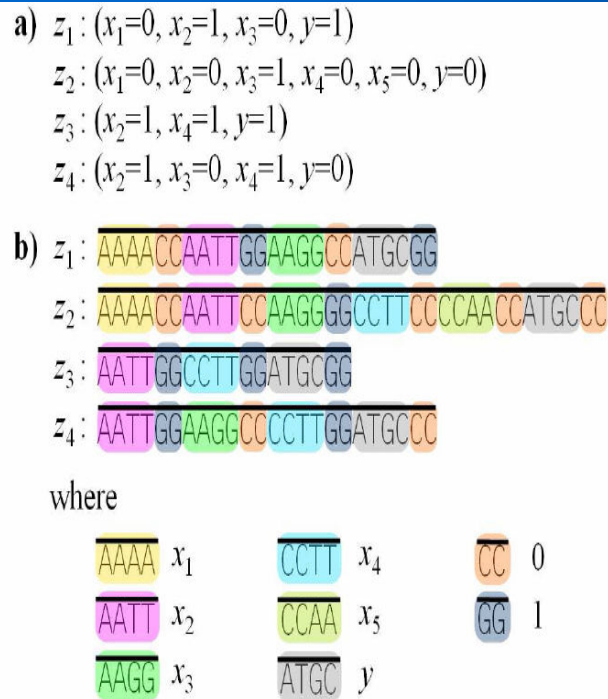 a) z₁ : (x₁=0, x₂=1, x₃=0, y=1)
z₂ : (x₁=0, x₂=0, x₃=1, x₄=0, x₅=0, y=0)
z₃ : (x₂=1, x₄=1, y=1)
z₄ : (x₂=1, x₃=0, x₄=1, y=0)
b) z₁ : AAAACCAATTGGAAGGCCATGCGG
z₂ : AAAACCAATTCCAAGGGGCCTTCCCCAACCATGCCC
z₃ : AATTGGCCTTGGATGCGG
z₄ : AATTGGAAGGCCCCTTGGATGCCC
where
AAAA x₁ CCTT x₄ CC 0
AATT x₂ CCAA x₅ GG 1
AAGG x₃ ATGC y